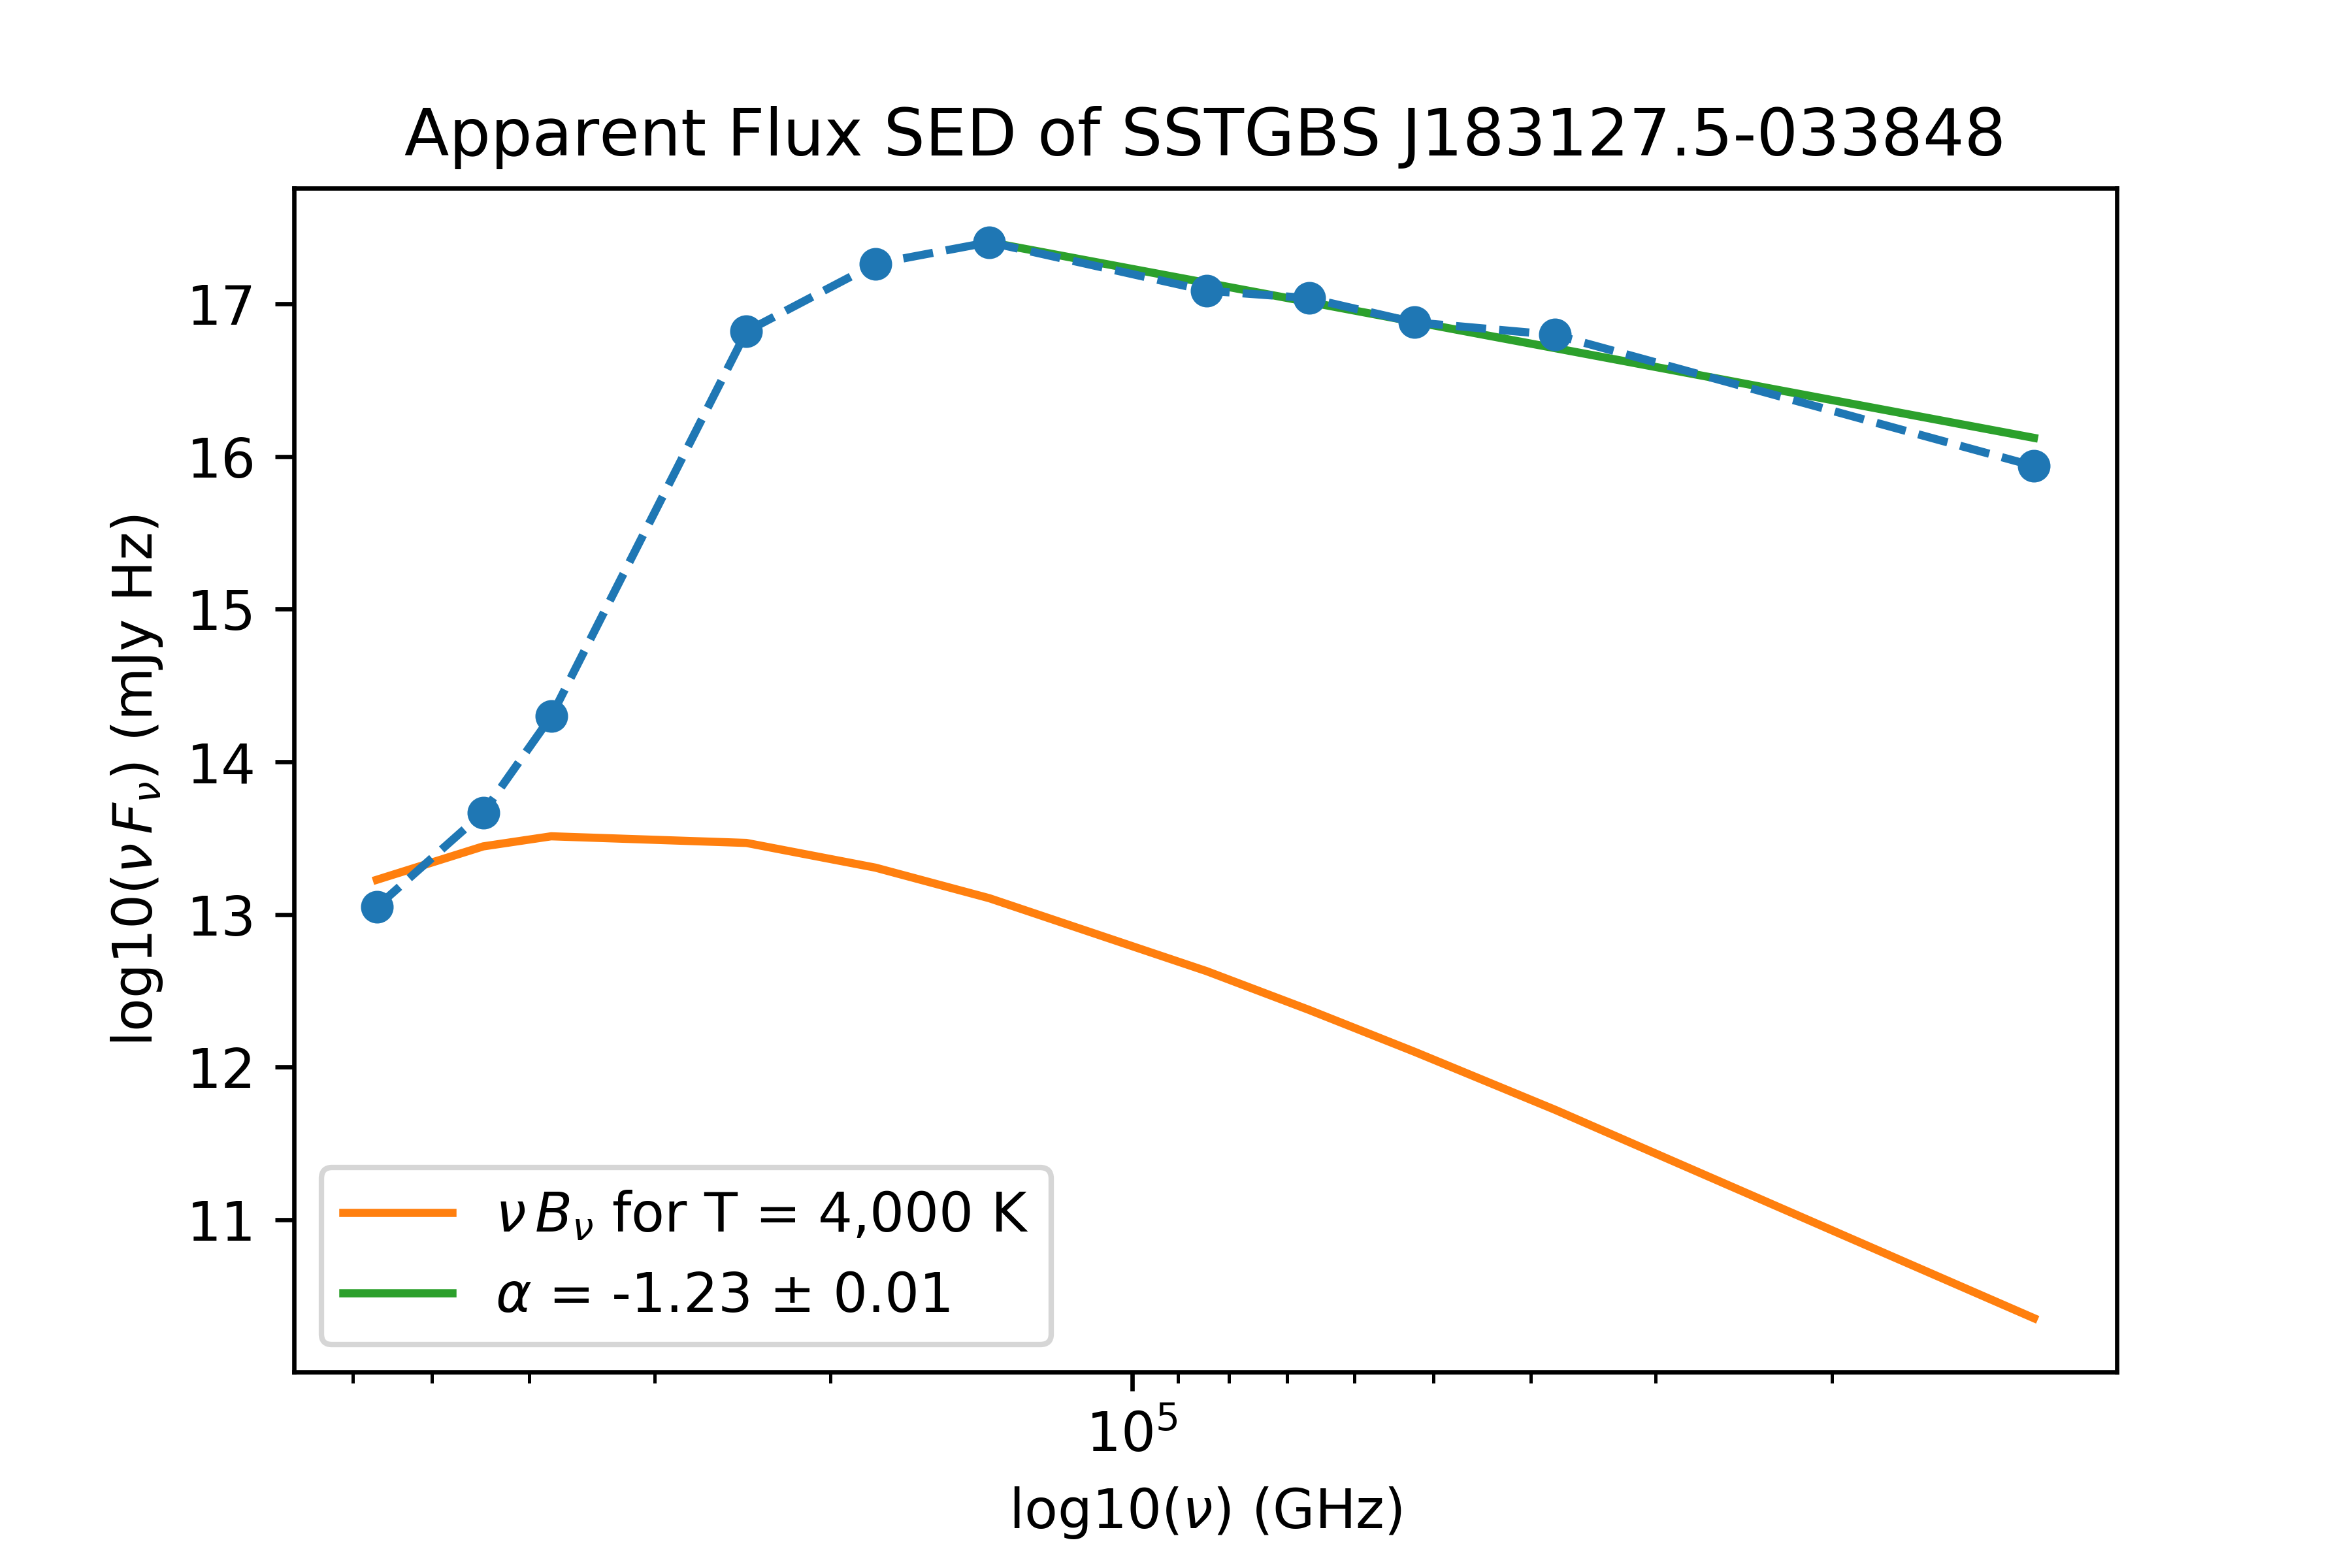 Apparent Flux SED of SSTGBS J183127.5-033848
log10(νFν) (mJy Hz)
17
16
15
14
13
12
11
νBν for T = 4,000 K
α = -1.23 ± 0.01
10⁵
log10(ν) (GHz)